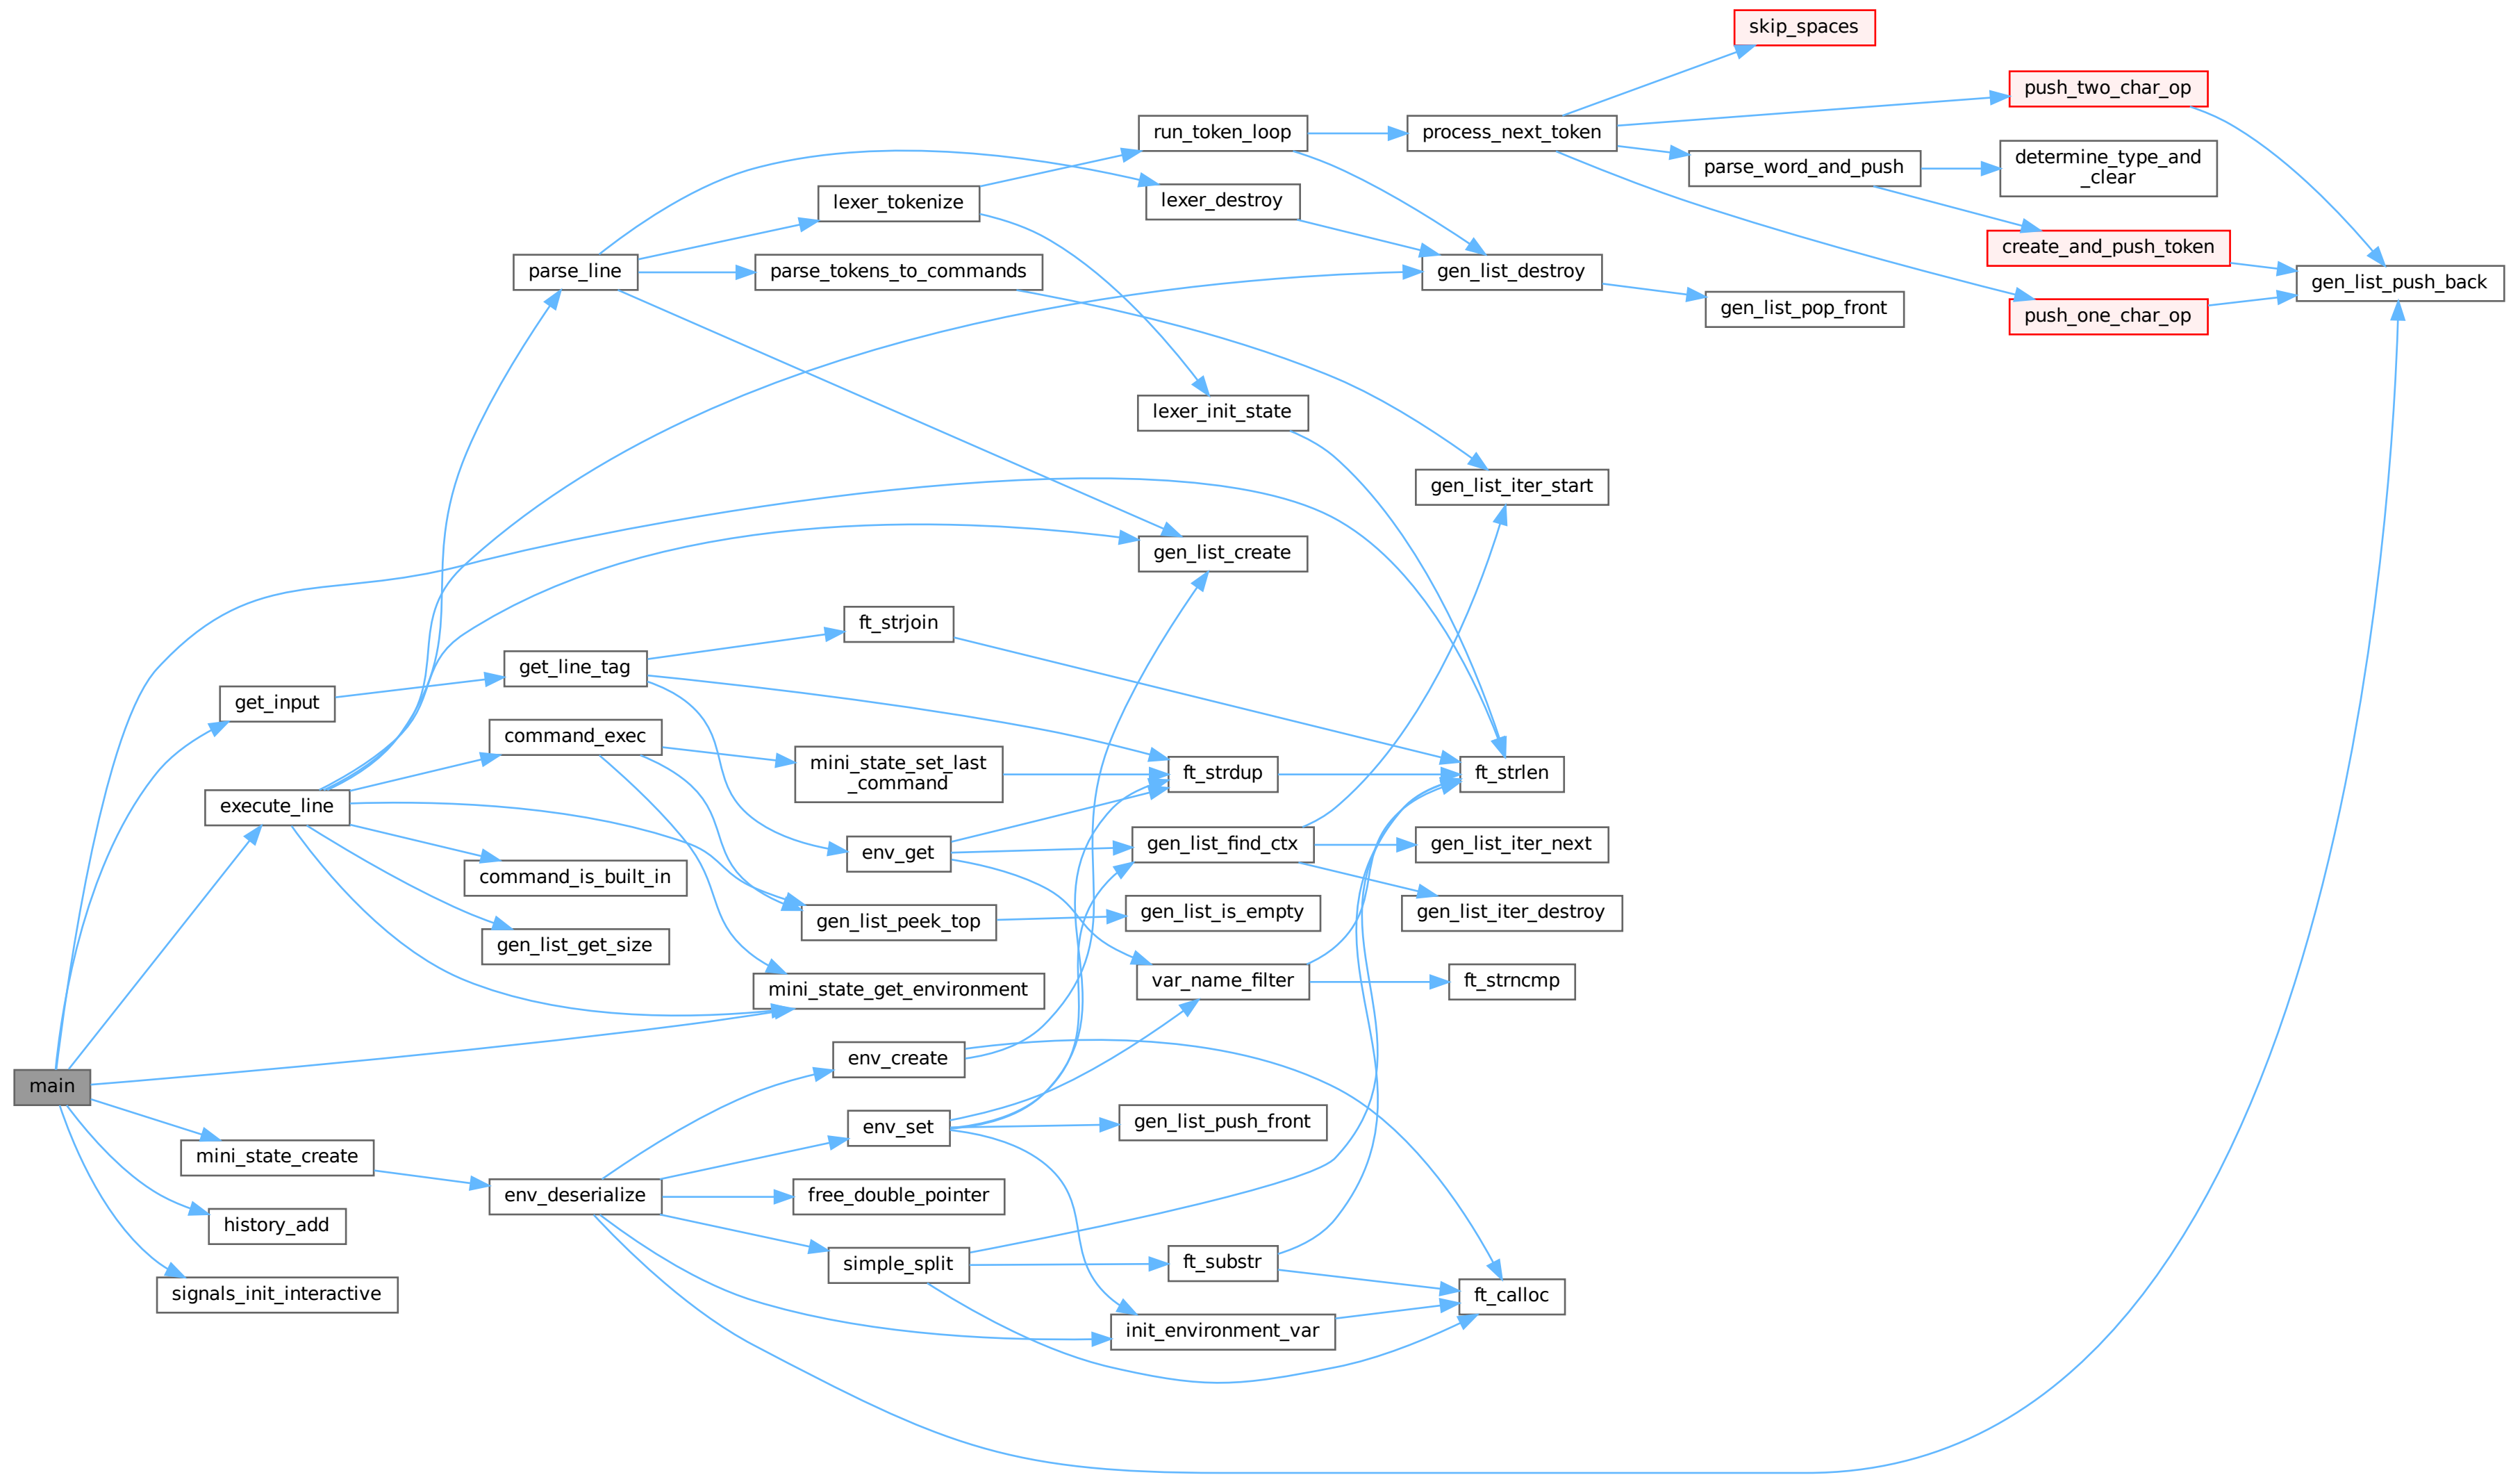 skip_spaces
push_two_char_op
run_token_loop
process_next_token
determine_type_and
_clear
parse_word_and_push
lexer_tokenize
lexer_destroy
create_and_push_token
parse_line
parse_tokens_to_commands
gen_list_destroy
gen_list_push_back
gen_list_pop_front
push_one_char_op
lexer_init_state
gen_list_iter_start
gen_list_create
ft_strjoin
get_line_tag
get_input
command_exec
mini_state_set_last
_command
ft_strdup
ft_strlen
execute_line
gen_list_find_ctx
gen_list_iter_next
env_get
command_is_built_in
gen_list_is_empty
gen_list_iter_destroy
gen_list_peek_top
gen_list_get_size
var_name_filter
ft_strncmp
mini_state_get_environment
env_create
main
env_set
gen_list_push_front
mini_state_create
env_deserialize
free_double_pointer
history_add
simple_split
ft_substr
signals_init_interactive
ft_calloc
init_environment_var